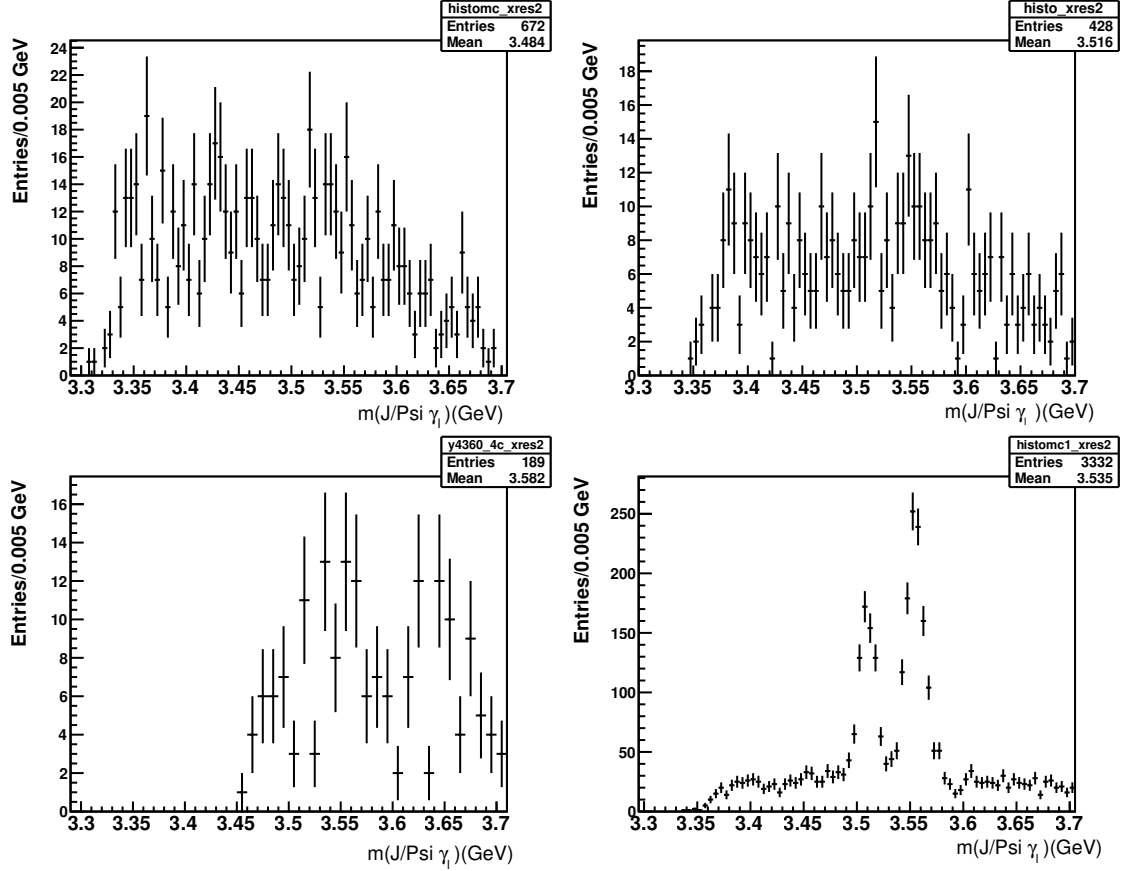 histomc_xres2
Entries 672
Mean 3.484
Entries/0.005 GeV
24
22
20
18
16
14
12
10
8
6
4
2
0
3.3 3.35 3.4 3.45 3.5 3.55 3.6 3.65 3.7
m(J/Psi γ_l)(GeV)
histo_xres2
Entries 428
Mean 3.516
Entries/0.005 GeV
18
16
14
12
10
8
6
4
2
0
3.3 3.35 3.4 3.45 3.5 3.55 3.6 3.65 3.7
m(J/Psi γ_l)(GeV)
y4360_4c_xres2
Entries 189
Mean 3.582
Entries/0.005 GeV
16
14
12
10
8
6
4
2
0
3.3 3.35 3.4 3.45 3.5 3.55 3.6 3.65 3.7
m(J/Psi γ_l)(GeV)
histomc1_xres2
Entries 3332
Mean 3.535
Entries/0.005 GeV
250
200
150
100
50
0
3.3 3.35 3.4 3.45 3.5 3.55 3.6 3.65 3.7
m(J/Psi γ_l)(GeV)